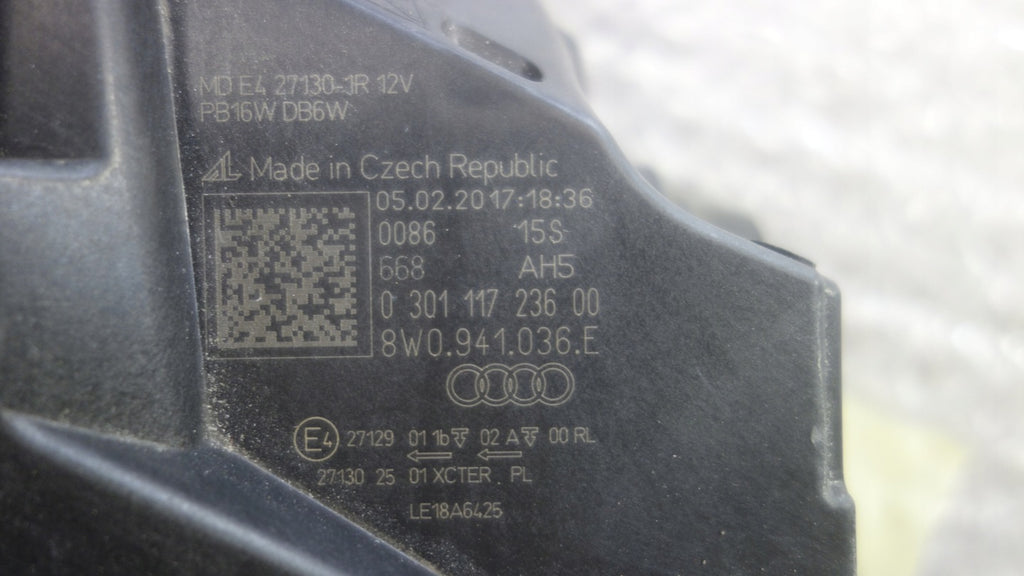 MD E4 27130-1R 12V
PB16W DB6W
AL Made in Czech Republic
05.02.2017:18:36
0086 15S
668 AH5
0 301 117 236 00
8W0.941.036.E
E4 27129 01 1b 02 A 00 RL
27130 25 01 XCTER PL
LE18A6425